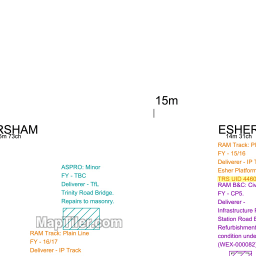 15m
RSHAM
m 73ch
ESHER
14m 31ch
RAM Track: Pl
FY - 15/16
Deliverer - IP T
Esher Platform
TRS UID 4460
RAM B&C: Civ
FY - CP5,
Deliverer -
Infrastructure
Station Road B
Refurbishment
condition unde
(WEX-000082)
ASPRO: Minor
FY - TBC
Deliverer - TfL
Trinity Road Bridge.
Repairs to masonry.
MapTiler.com
RAM Track: Plain Line
FY - 16/17
Deliverer - IP Track